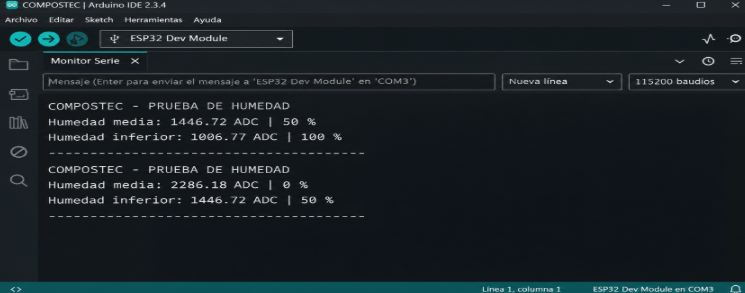 COMPOSTEC | Arduino IDE 2.3.4
Archivo Editar Sketch Herramientas Ayuda
ESP32 Dev Module
Monitor Serie
Mensaje (Enter para enviar el mensaje a 'ESP32 Dev Module' en 'COM3')
Nueva línea
115200 baudios
COMPOSTEC - PRUEBA DE HUMEDAD
Humedad media: 1446.72 ADC | 50 %
Humedad inferior: 1006.77 ADC | 100 %
---------------------------------------
COMPOSTEC - PRUEBA DE HUMEDAD
Humedad media: 2286.18 ADC | 0 %
Humedad inferior: 1446.72 ADC | 50 %
---------------------------------------
Línea 1, columna 1 ESP32 Dev Module en COM3